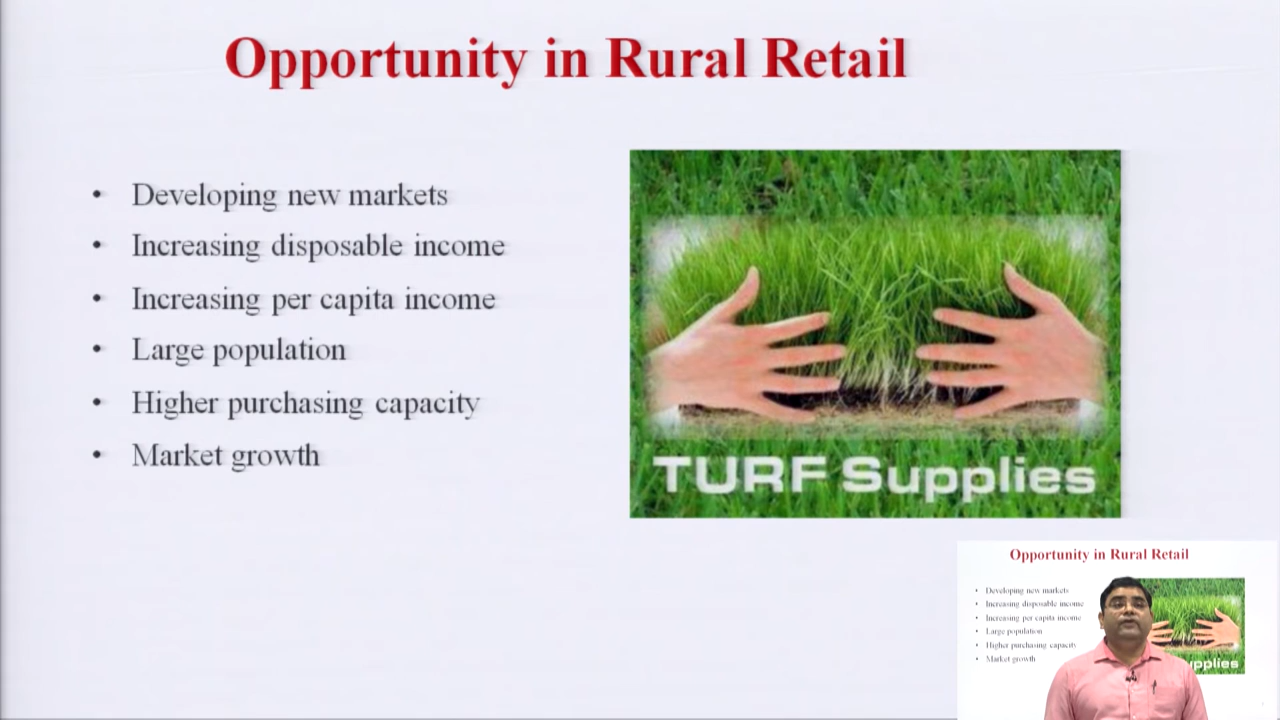 Opportunity in Rural Retail
• Developing new markets
• Increasing disposable income
• Increasing per capita income
• Large population
• Higher purchasing capacity
• Market growth
TURF Supplies
Opportunity in Rural Retail
• Developing new markets
• Increasing disposable income
• Increasing per capita income
• Large population
• Higher purchasing capacity
• Market growth
upplies